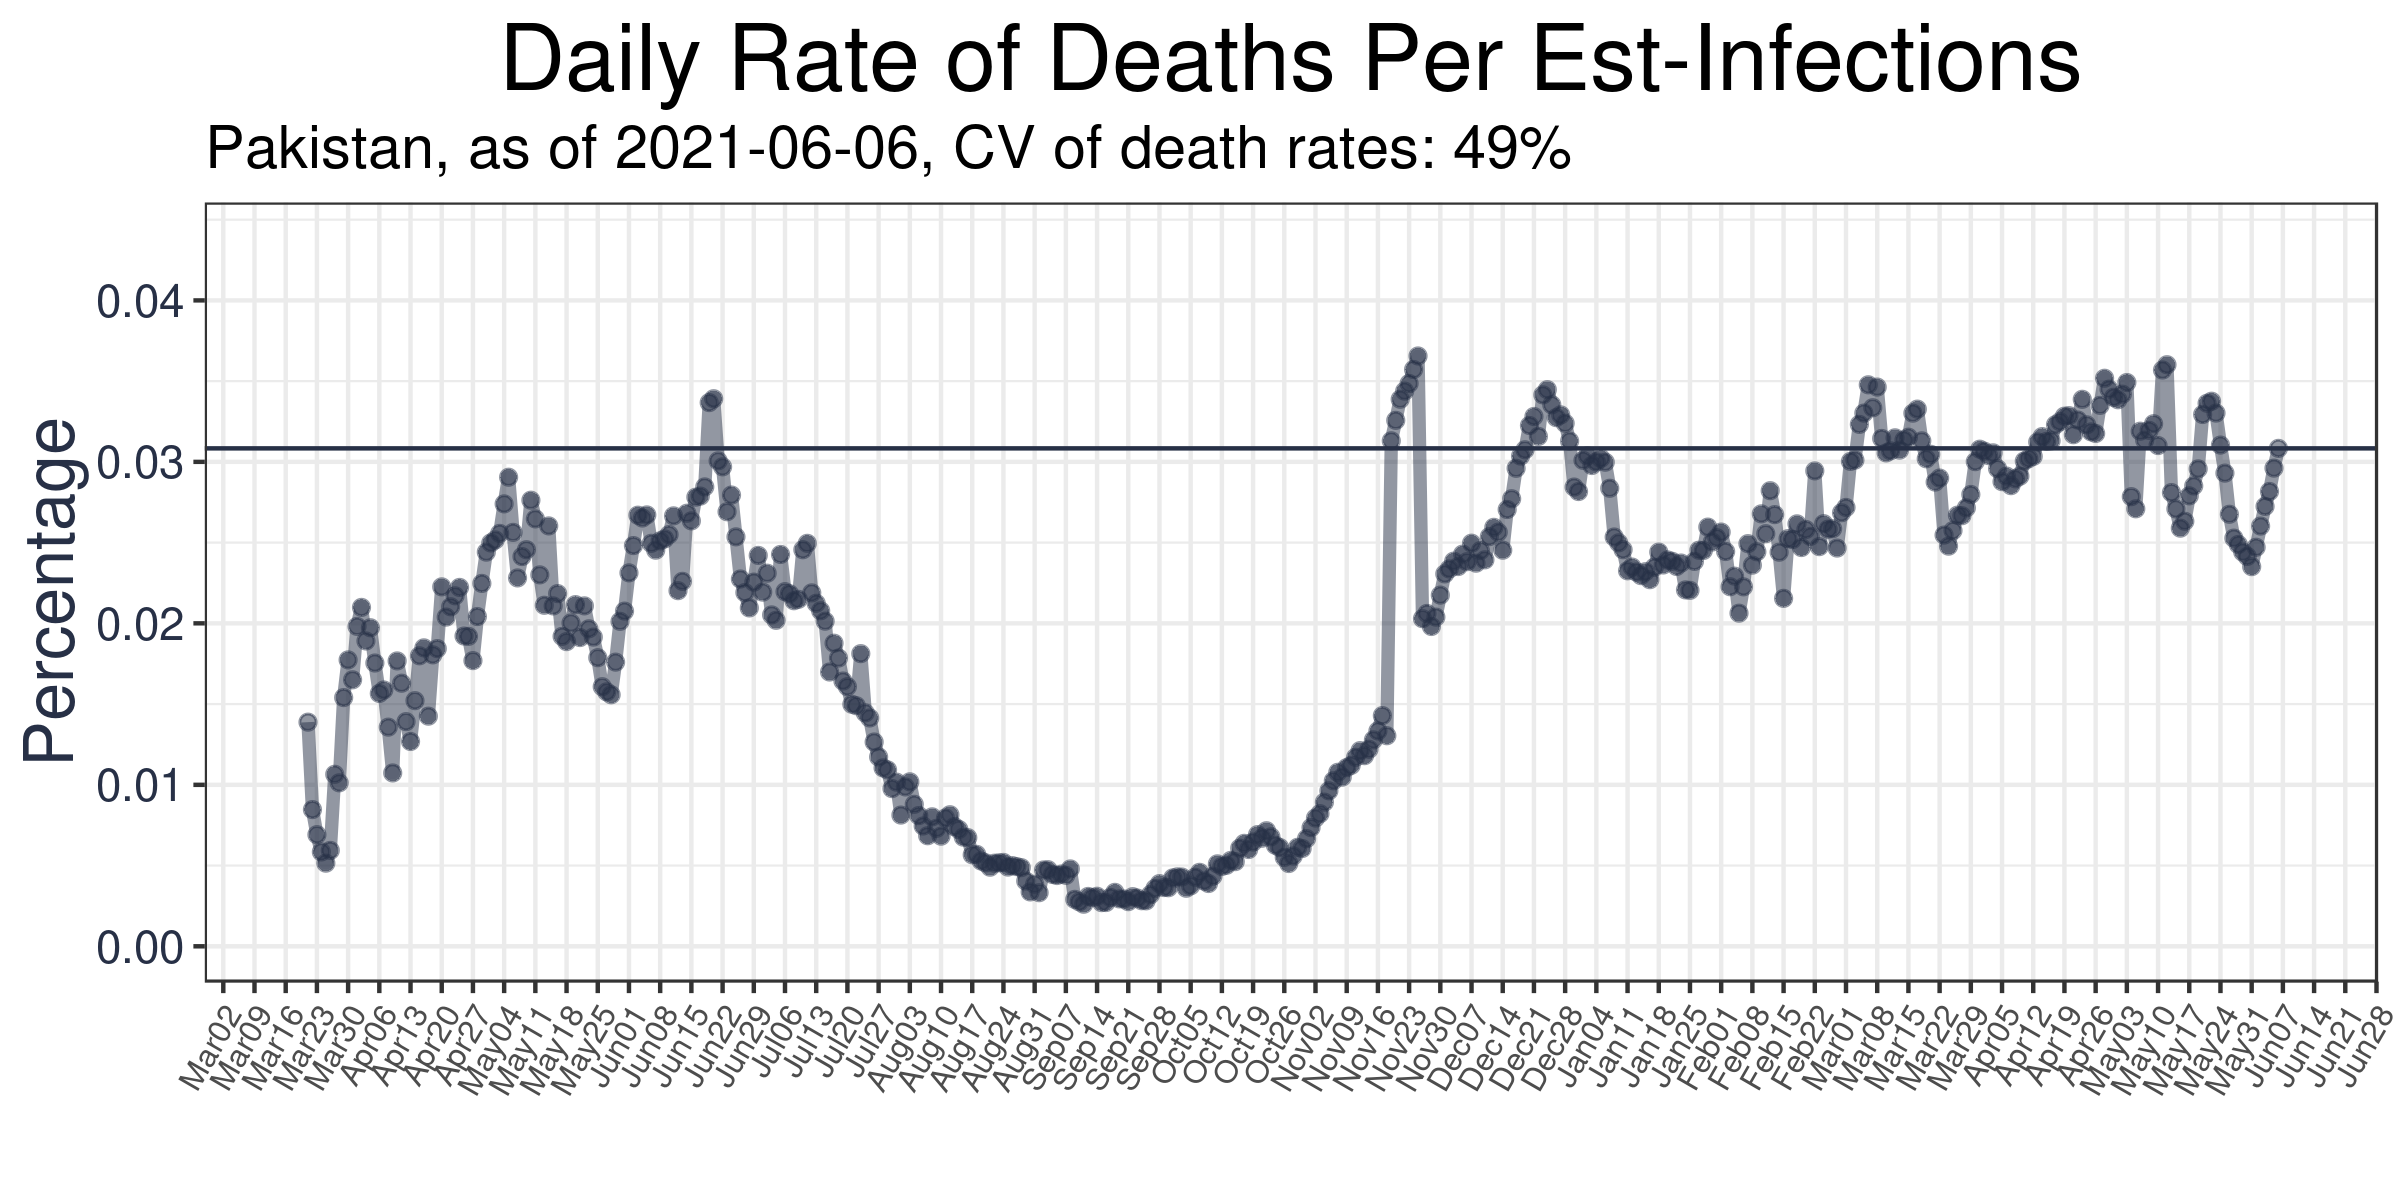 Daily Rate of Deaths Per Est-Infections
Pakistan, as of 2021-06-06, CV of death rates: 49%
Percentage
0.04
0.03
0.02
0.01
0.00
Mar02
Mar09
Mar16
Mar23
Mar30
Apr06
Apr13
Apr20
Apr27
May04
May11
May18
May25
Jun01
Jun08
Jun15
Jun22
Jun29
Jul06
Jul13
Jul20
Jul27
Aug03
Aug10
Aug17
Aug24
Aug31
Sep07
Sep14
Sep21
Sep28
Oct05
Oct12
Oct19
Oct26
Nov02
Nov09
Nov16
Nov23
Nov30
Dec07
Dec14
Dec21
Dec28
Jan04
Jan11
Jan18
Jan25
Feb01
Feb08
Feb15
Feb22
Mar01
Mar08
Mar15
Mar22
Mar29
Apr05
Apr12
Apr19
Apr26
May03
May10
May17
May24
May31
Jun07
Jun14
Jun21
Jun28